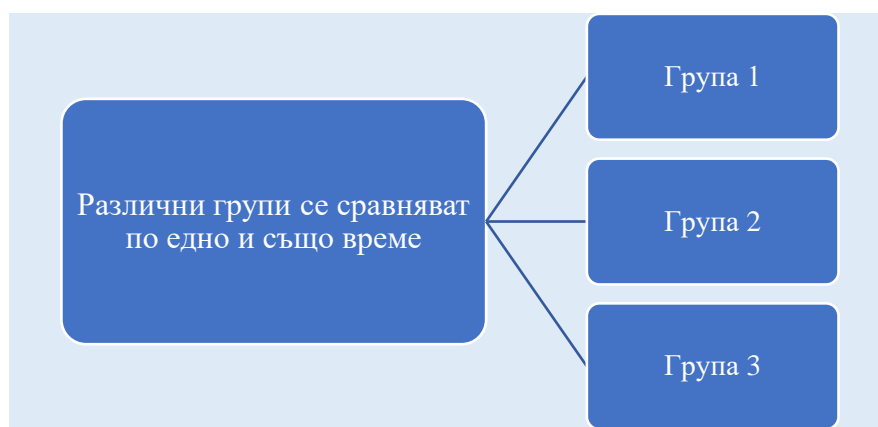 Различни групи се сравняват
по едно и също време
Група 1
Група 2
Група 3